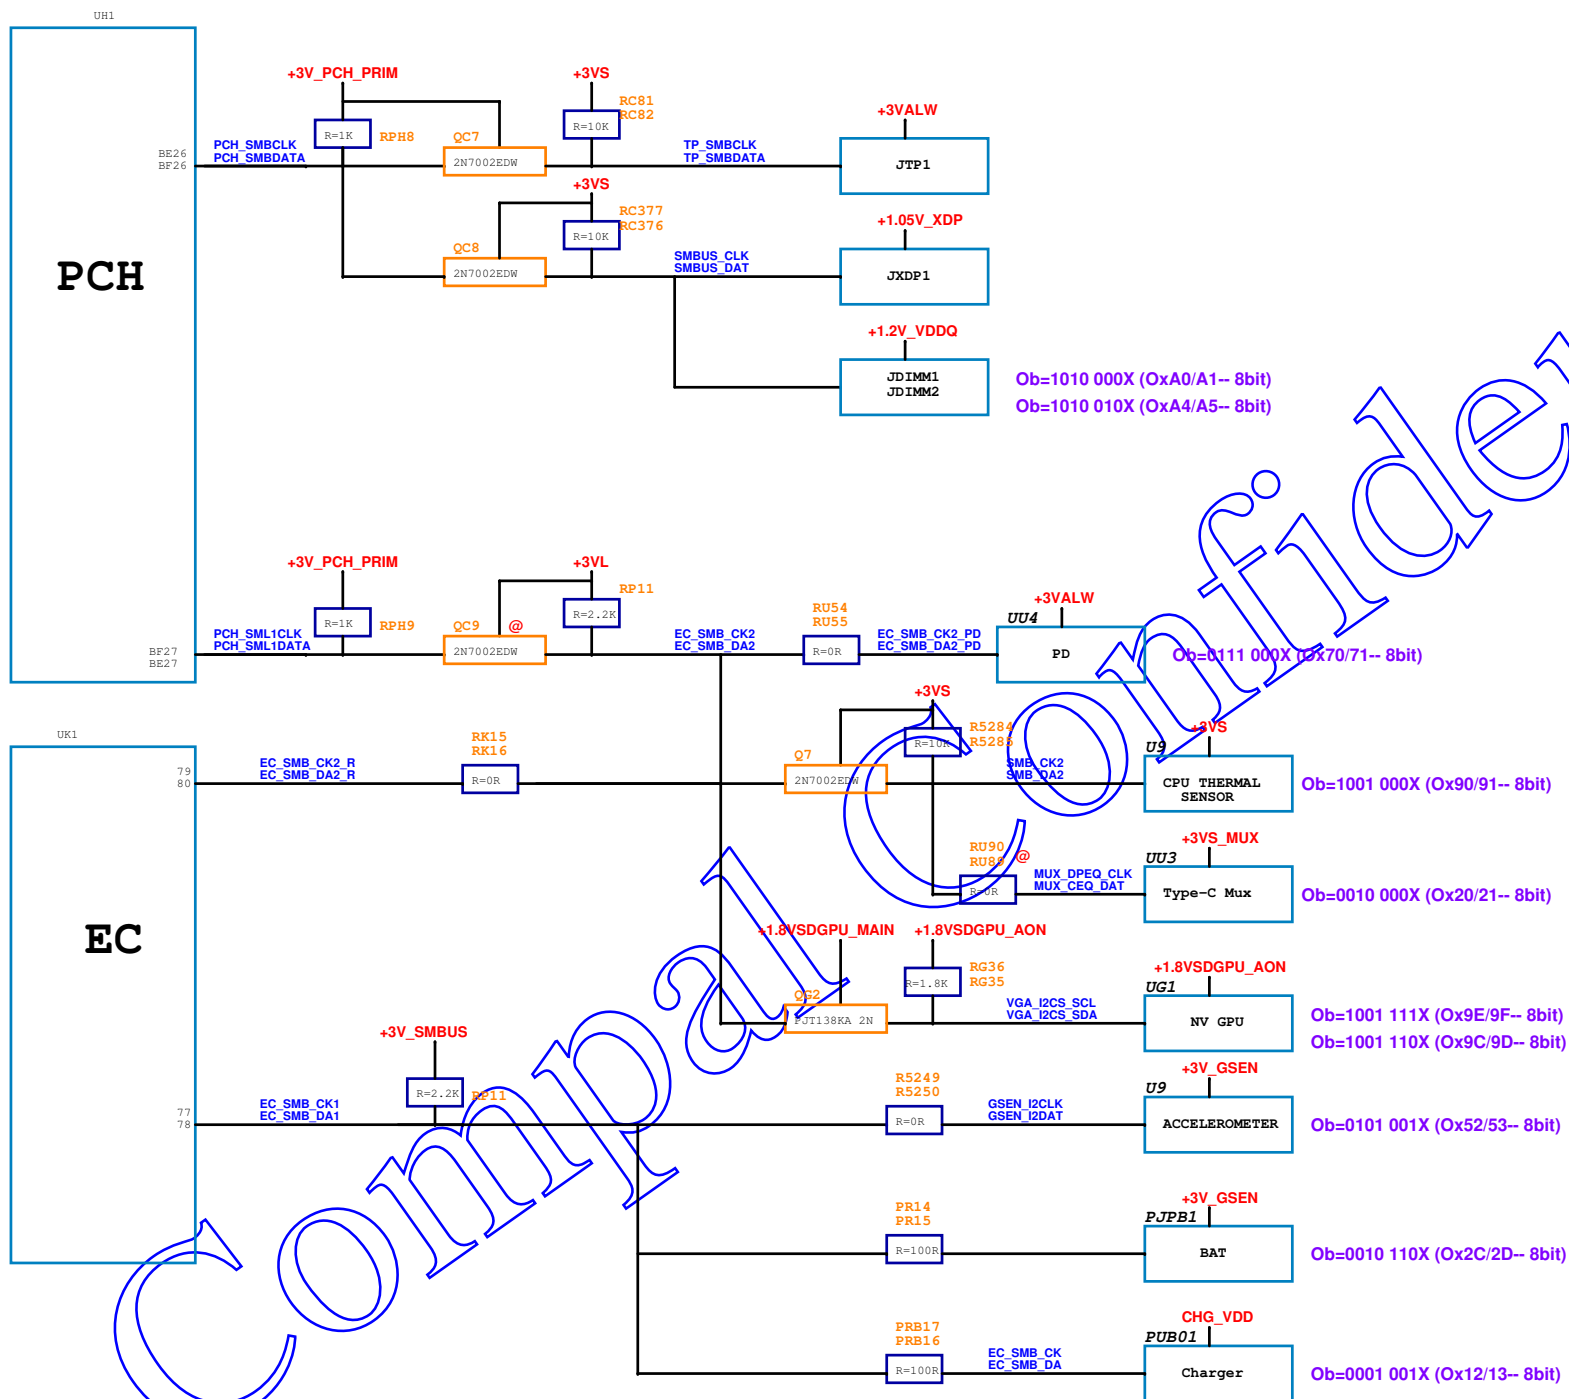 UH1
+3V_PCH_PRIM
+3VS
RC81
RC82
+3VALW
R=1K
RPH8
QC7
R=10K
BE26
BF26
PCH_SMBCLK
PCH_SMBDATA
2N7002EDW
TP_SMBCLK
TP_SMBDATA
JTP1
+3VS
RC377
RC376
+1.05V_XDP
QC8
R=10K
PCH
2N7002EDW
SMBUS_CLK
SMBUS_DAT
JXDP1
+1.2V_VDDQ
JDIMM1
JDIMM2
Ob=1010 000X (OxA0/A1-- 8bit)
Ob=1010 010X (OxA4/A5-- 8bit)
+3V_PCH_PRIM
+3VL
RP11
+3VALW
R=1K
RPH9
QC9
@
R=2.2K
RU54
RU55
UU4
BF27
BE27
PCH_SML1CLK
PCH_SML1DATA
2N7002EDW
EC_SMB_CK2
EC_SMB_DA2
R=0R
EC_SMB_CK2_PD
EC_SMB_DA2_PD
PD
Ob=0111 000X (Ox70/71-- 8bit)
UK1
+3VS
R5284
R5285
+3VS
RK15
RK16
Q7
R=10K
U9
79
80
EC_SMB_CK2_R
EC_SMB_DA2_R
R=0R
2N7002EDW
SMB_CK2
SMB_DA2
CPU THERMAL
SENSOR
Ob=1001 000X (Ox90/91-- 8bit)
+3VS_MUX
RU90
RU89
@
UU3
R=0R
MUX_DPEQ_CLK
MUX_CEQ_DAT
Type-C Mux
Ob=0010 000X (Ox20/21-- 8bit)
EC
+1.8VSDGPU_MAIN
+1.8VSDGPU_AON
+1.8VSDGPU_AON
RG36
RG35
R=1.8K
QG2
UG1
PJT138KA 2N
VGA_I2CS_SCL
VGA_I2CS_SDA
NV GPU
Ob=1001 111X (Ox9E/9F-- 8bit)
Ob=1001 110X (Ox9C/9D-- 8bit)
+3V_SMBUS
+3V_GSEN
R=2.2K
RP11
R5249
R5250
U9
77
78
EC_SMB_CK1
EC_SMB_DA1
R=0R
GSEN_I2CLK
GSEN_I2DAT
ACCELEROMETER
Ob=0101 001X (Ox52/53-- 8bit)
+3V_GSEN
PR14
PR15
PJPB1
R=100R
BAT
Ob=0010 110X (Ox2C/2D-- 8bit)
CHG_VDD
PRB17
PRB16
PUB01
R=100R
EC_SMB_CK
EC_SMB_DA
Charger
Ob=0001 001X (Ox12/13-- 8bit)
Compal